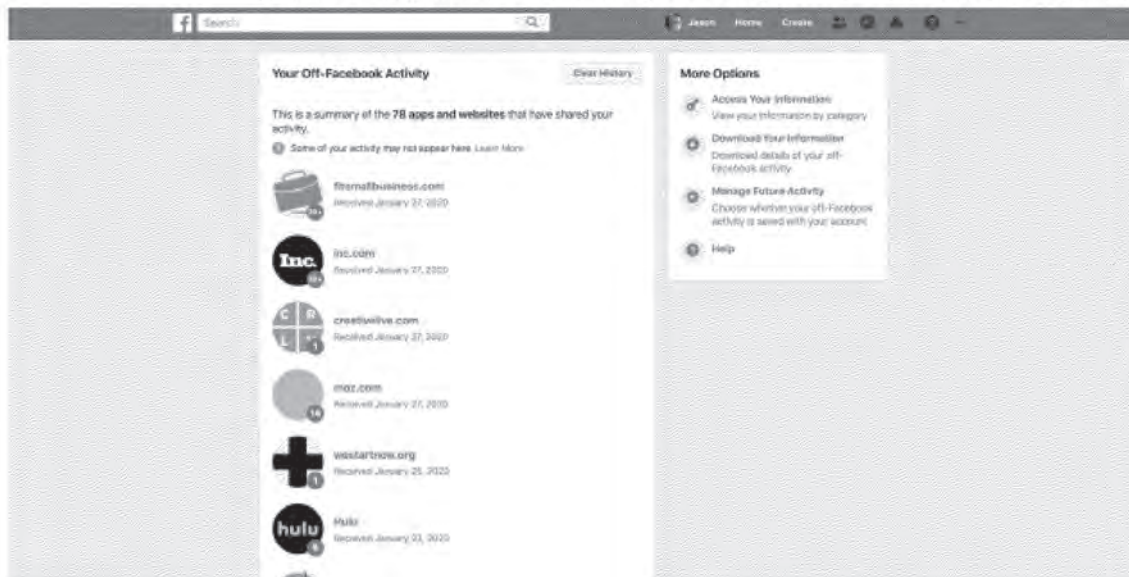 f
Search
Jason Home Create
Your Off-Facebook Activity
Clear History
This is a summary of the 78 apps and websites that have shared your
activity.
Some of your activity may not appear here. Learn More
Received January 27, 2020
Inc.
inc.com
Received January 27, 2020
C R
L
1
creativelive.com
Received January 27, 2020
moz.com
Received January 27, 2020
westartnow.org
1
Received January 25, 2020
hulu
Hulu
Received January 23, 2020
More Options
Access Your Information
View your information by category
Download Your Information
Download details of your off-
Facebook activity
Manage Future Activity
Choose whether your off-Facebook
activity is saved with your account
Help